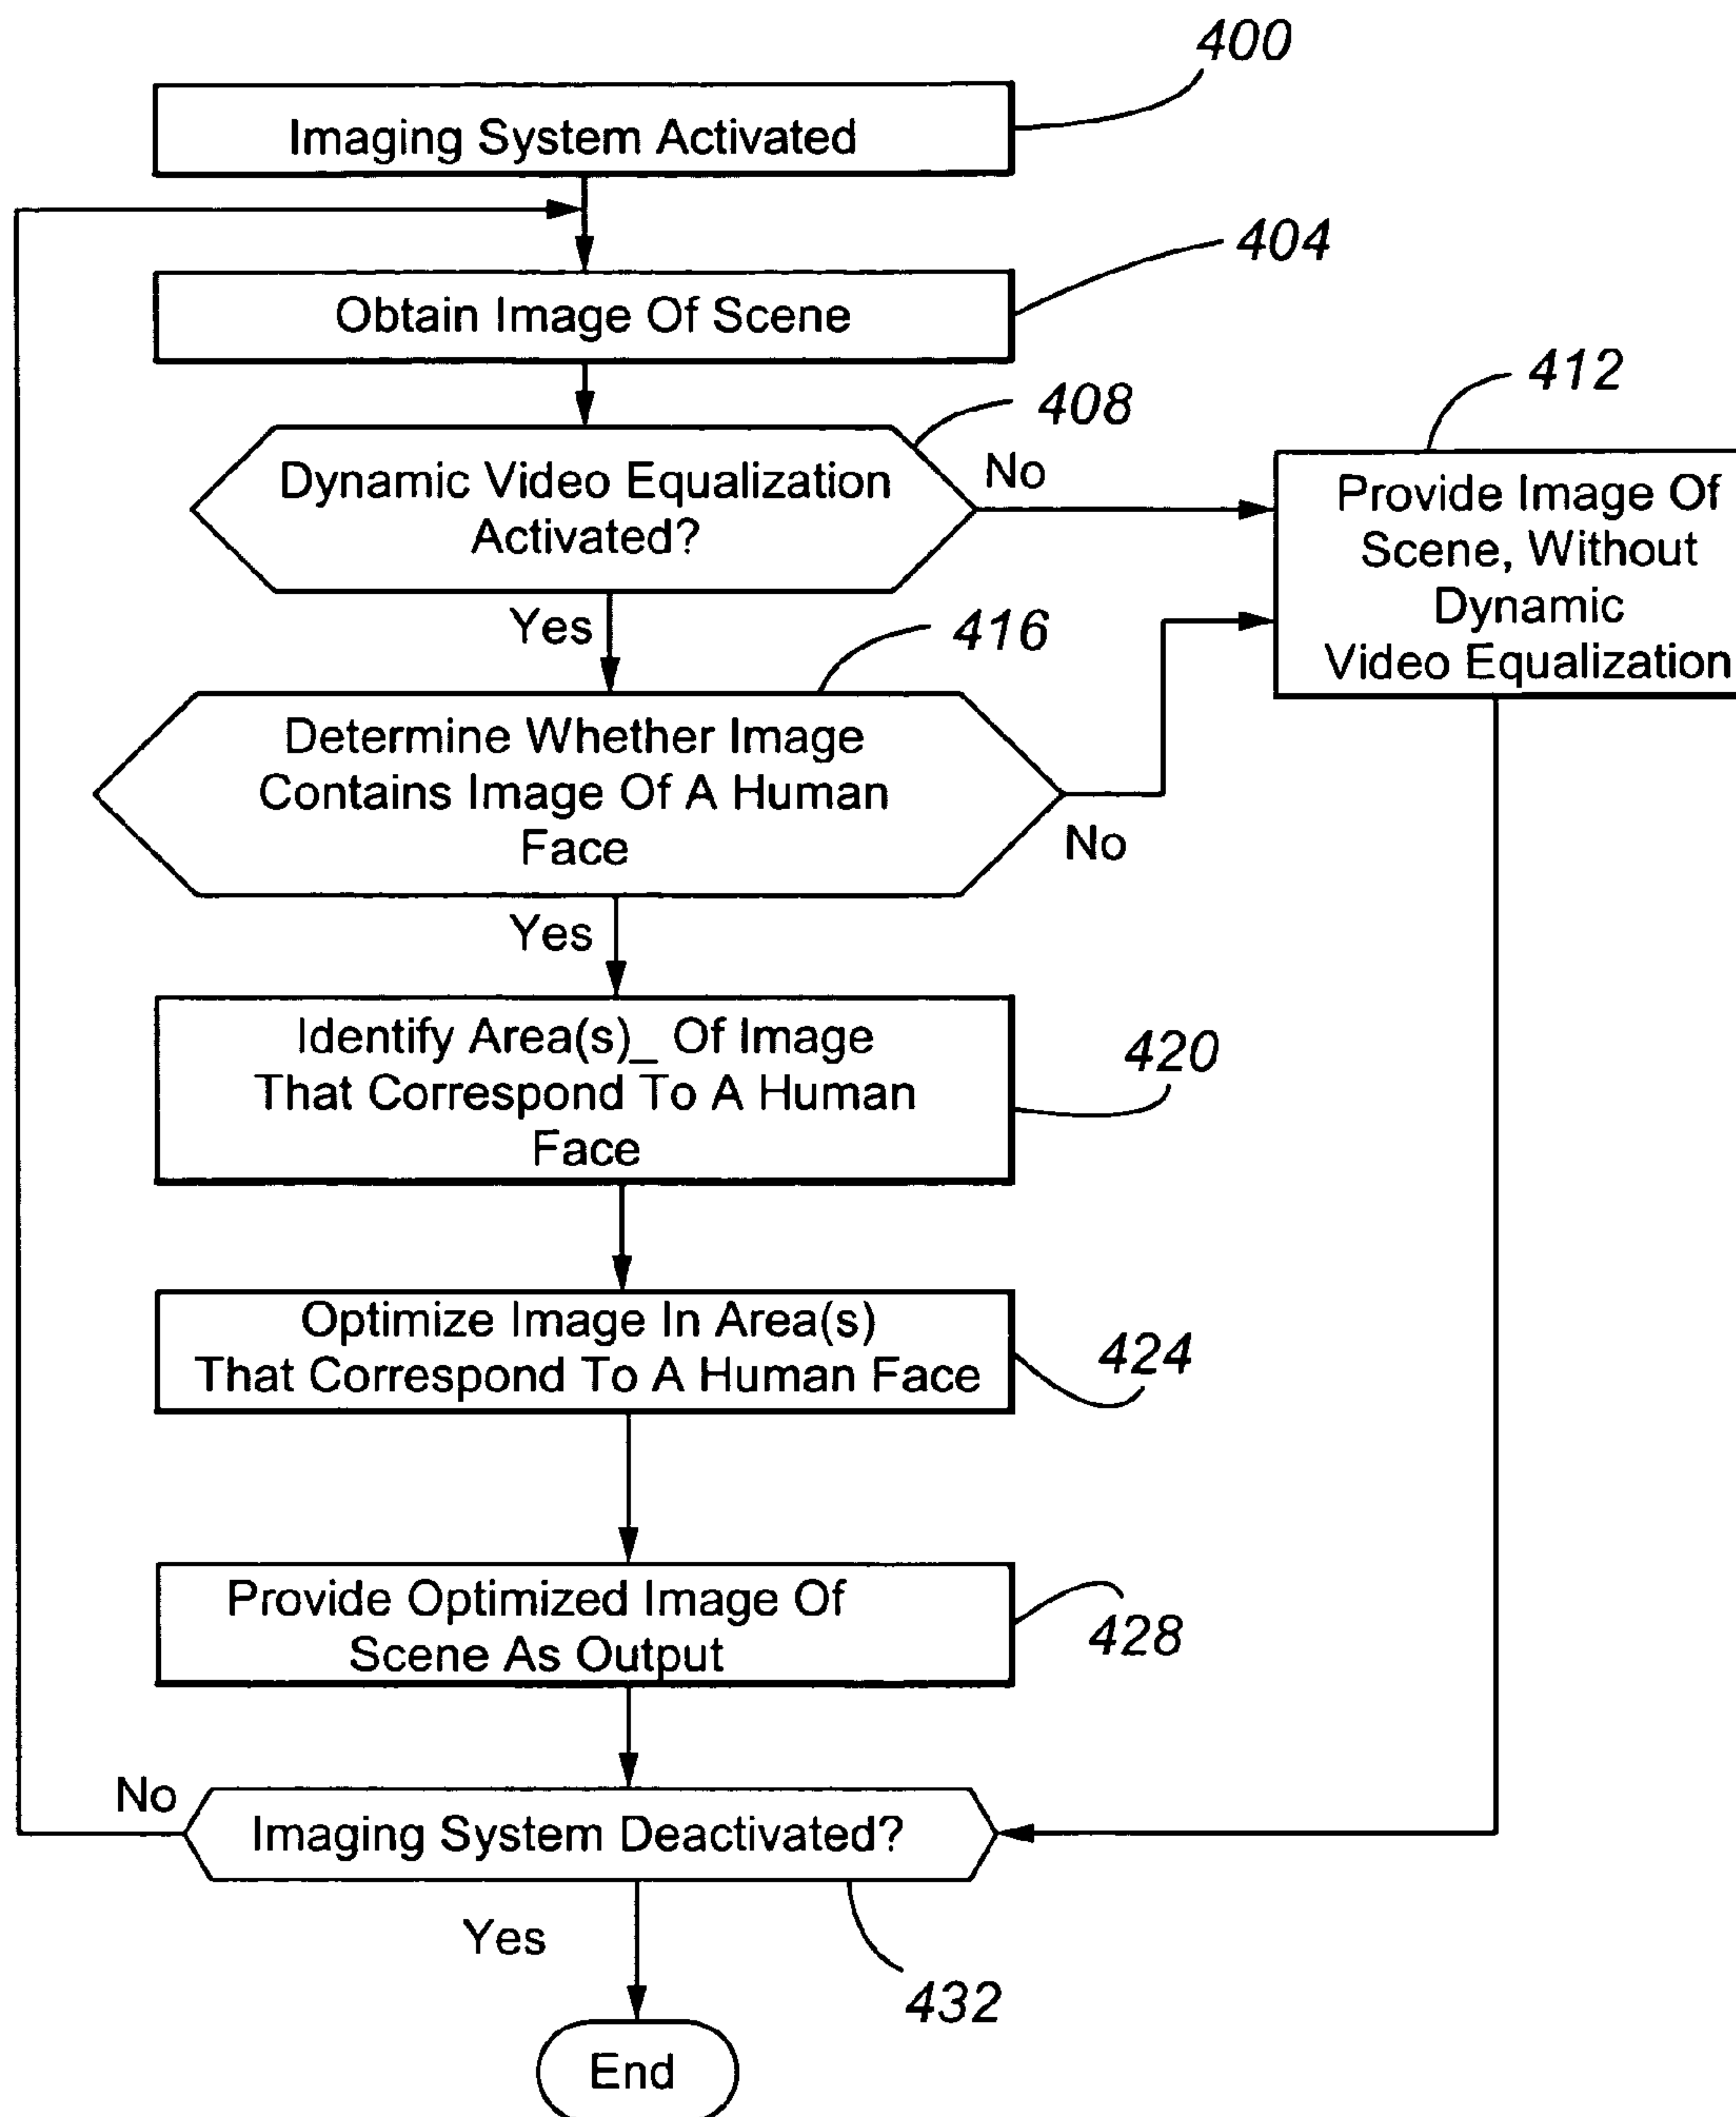 400
Imaging System Activated
404
Obtain Image Of Scene
408
412
Dynamic Video Equalization
Activated?
No
Provide Image Of
Scene, Without
Dynamic
Video Equalization
Yes
416
Determine Whether Image
Contains Image Of A Human
Face
No
Yes
Identify Area(s)_ Of Image
That Correspond To A Human
Face
420
Optimize Image In Area(s)
That Correspond To A Human Face
424
Provide Optimized Image Of
Scene As Output
428
No
Imaging System Deactivated?
Yes
432
End